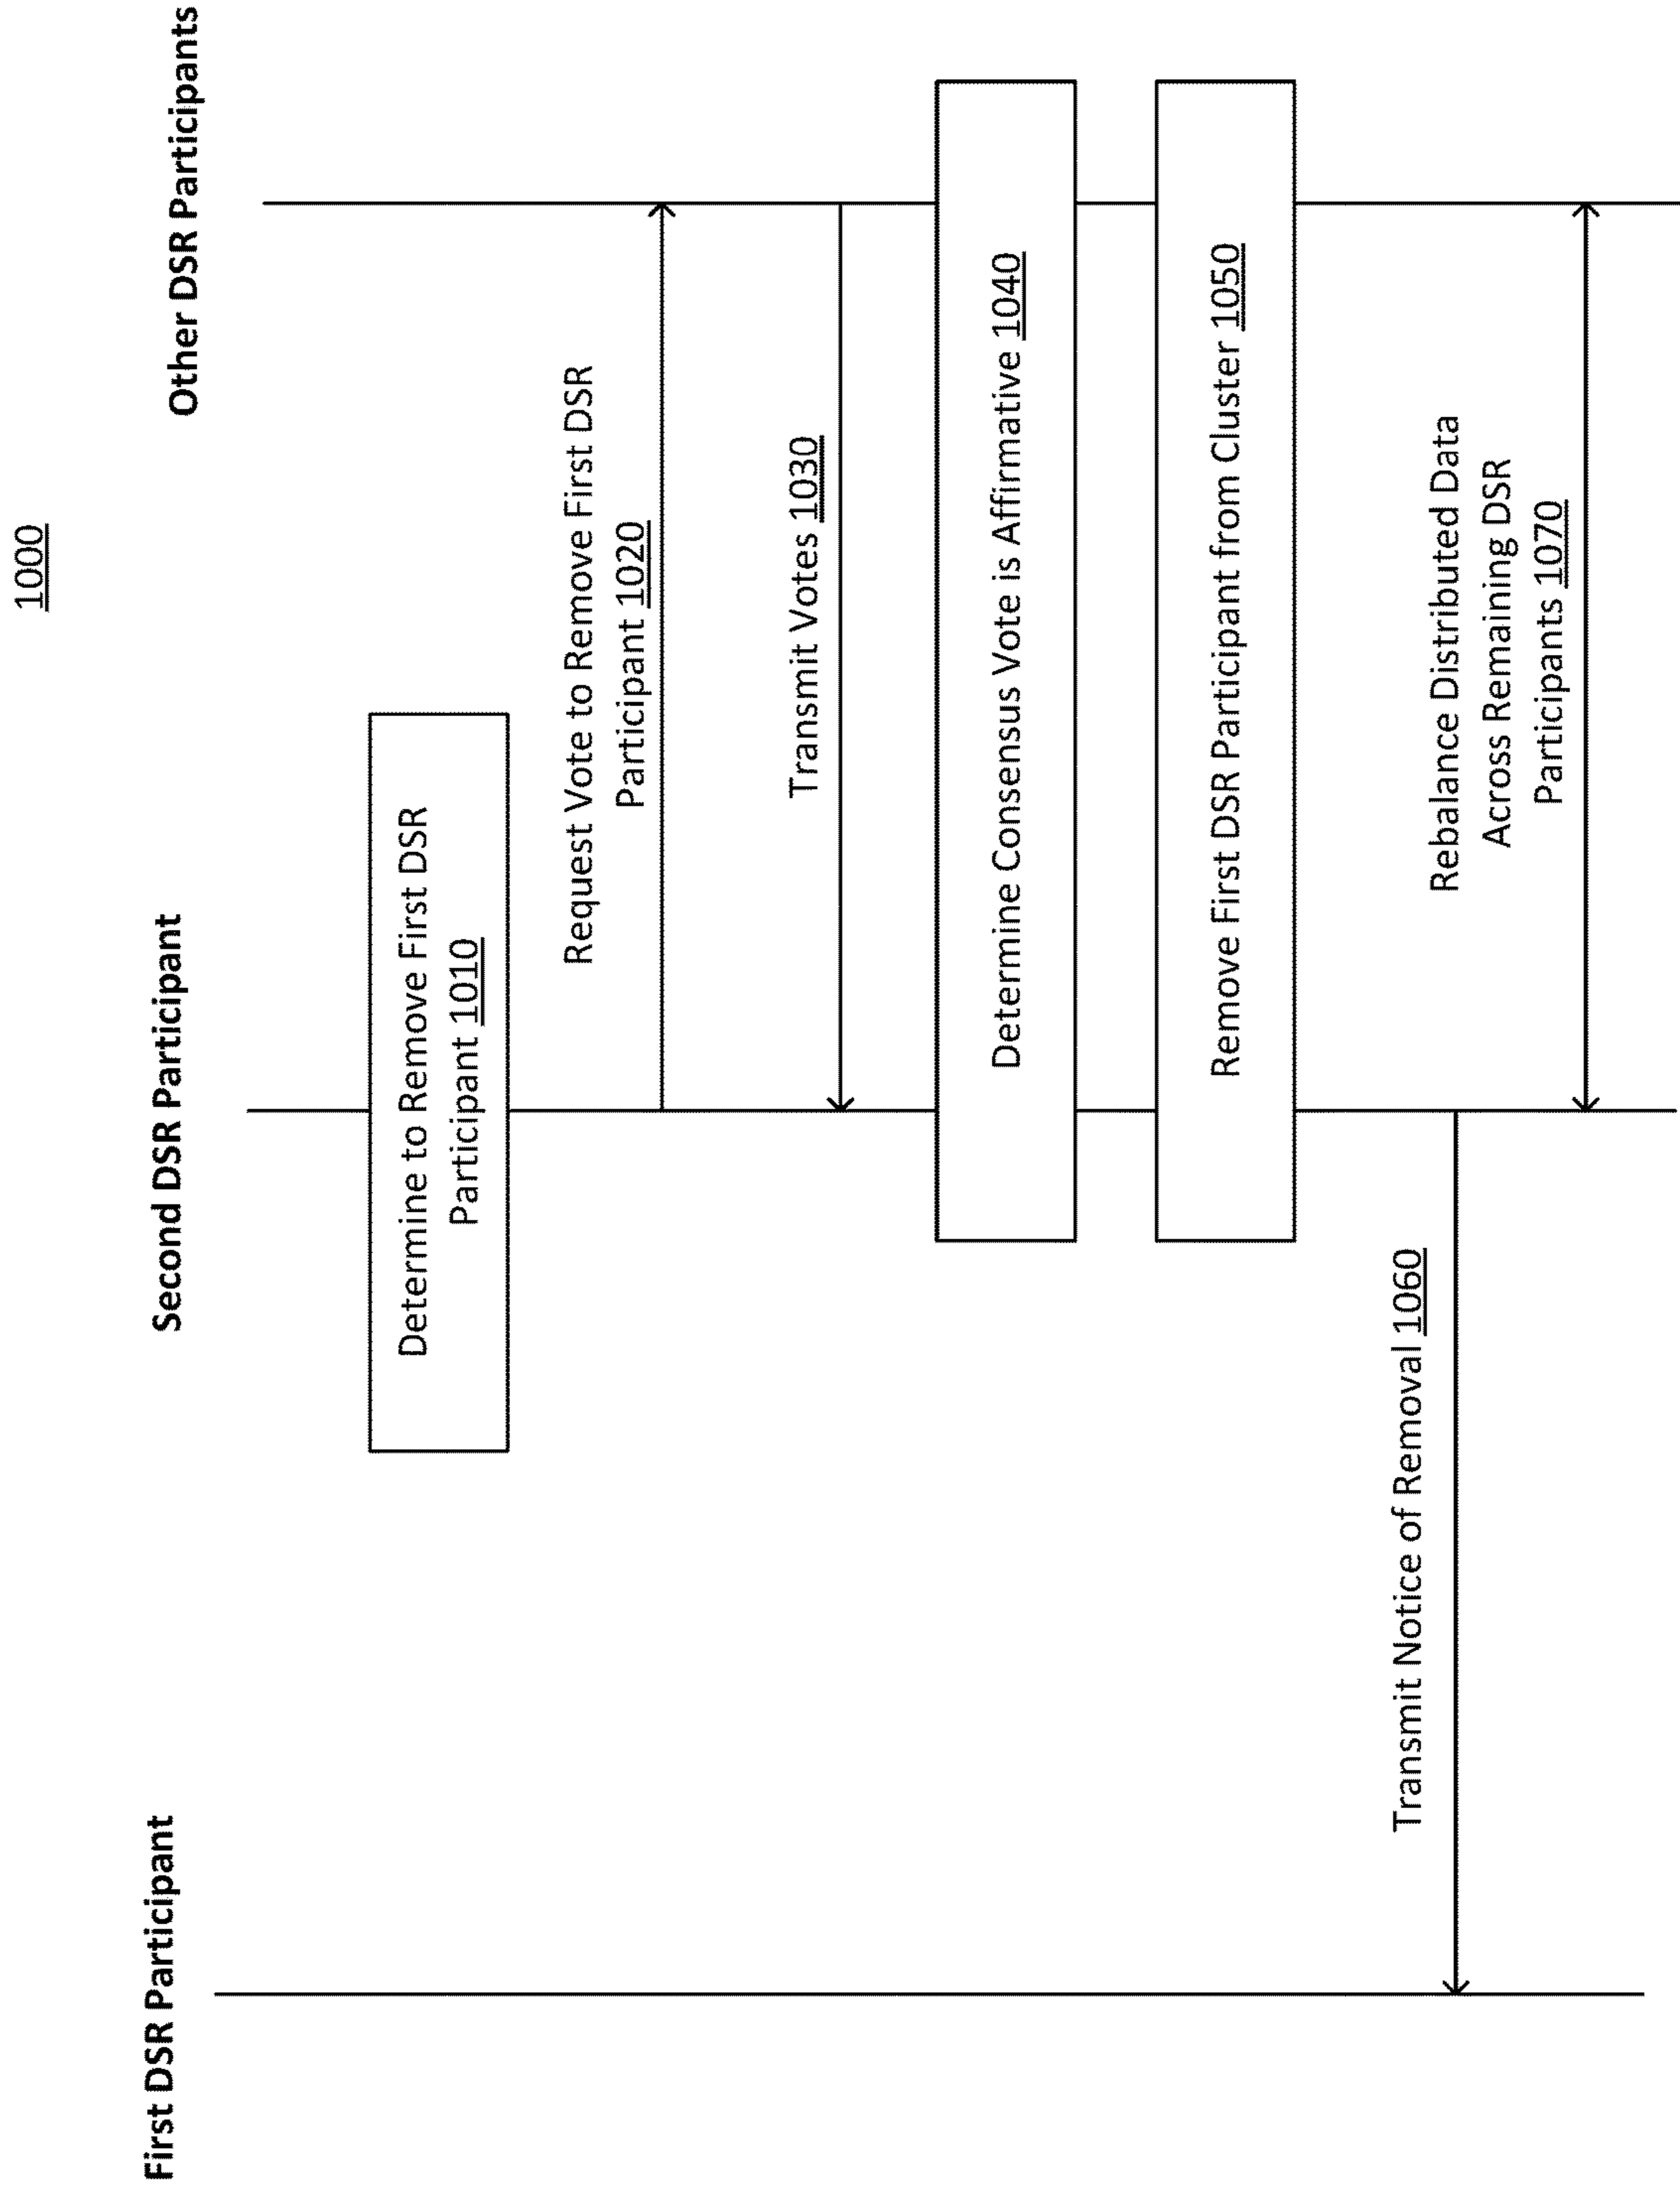 1000
First DSR Participant
Second DSR Participant
Other DSR Participants
Determine to Remove First DSR
Participant 1010
Request Vote to Remove First DSR
Participant 1020
Transmit Votes 1030
Determine Consensus Vote is Affirmative 1040
Remove First DSR Participant from Cluster 1050
Transmit Notice of Removal 1060
Rebalance Distributed Data
Across Remaining DSR
Participants 1070